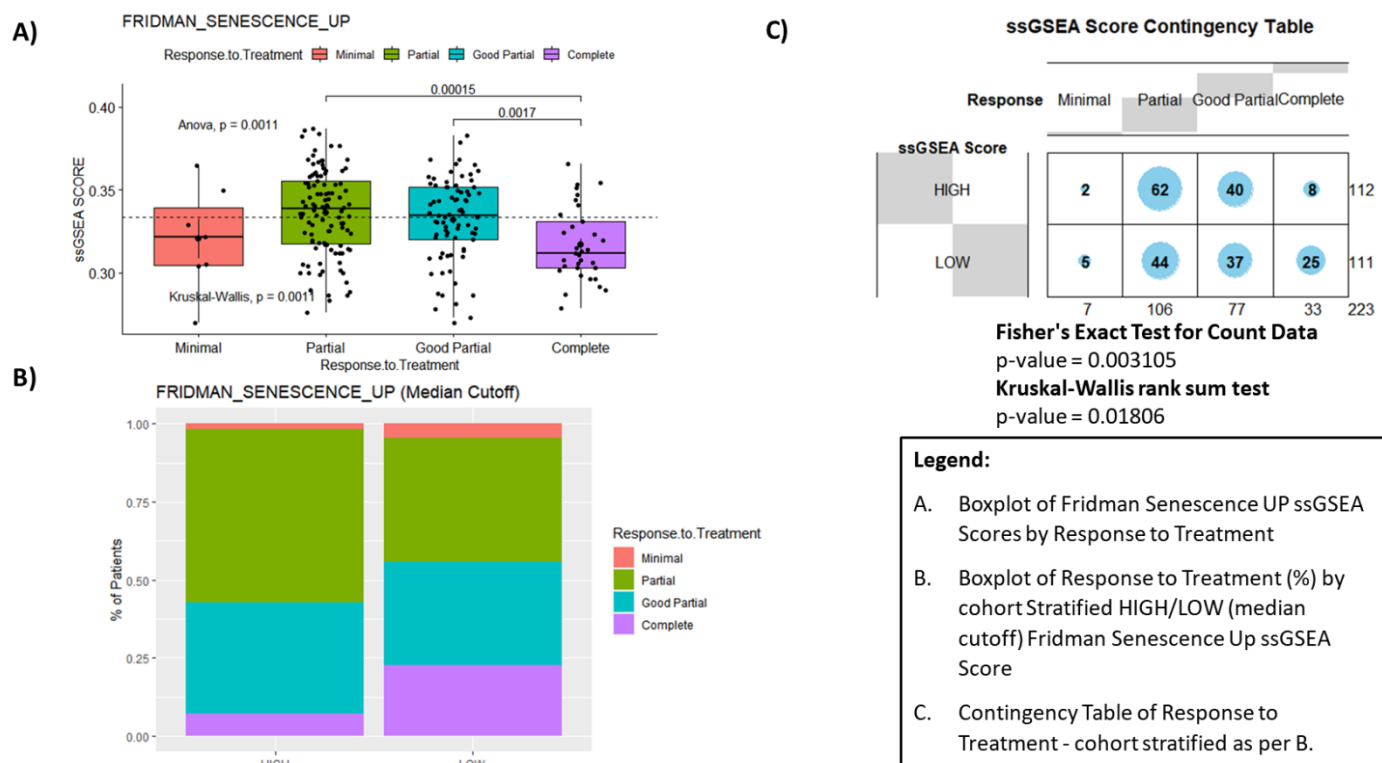 A)
FRIDMAN_SENESCENCE_UP
Response.to.Treatment Minimal Partial Good Partial Complete
0.00015
0.0017
Anova, p = 0.0011
Kruskal-Wallis, p = 0.0011
ssGSEA SCORE
0.40
0.35
0.30
Minimal Partial Good Partial Complete
Response.to.Treatment
B)
FRIDMAN_SENESCENCE_UP (Median Cutoff)
% of Patients
1.00
0.75
0.50
0.25
0.00
HIGH LOW
Response.to.Treatment
Minimal
Partial
Good Partial
Complete
C)
ssGSEA Score Contingency Table
Response Minimal Partial Good Partial Complete
ssGSEA Score
HIGH 2 62 40 8 112
LOW 5 44 37 25 111
7 106 77 33 223
Fisher's Exact Test for Count Data
p-value = 0.003105
Kruskal-Wallis rank sum test
p-value = 0.01806
Legend:
A. Boxplot of Fridman Senescence UP ssGSEA
Scores by Response to Treatment
B. Boxplot of Response to Treatment (%) by
cohort Stratified HIGH/LOW (median
cutoff) Fridman Senescence Up ssGSEA
Score
C. Contingency Table of Response to
Treatment - cohort stratified as per B.